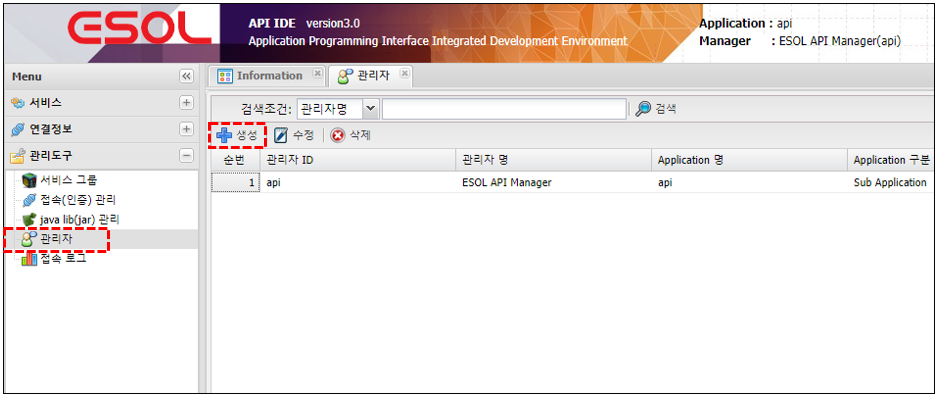 ESOL
API IDE version3.0
Application Programming Interface Integrated Development Environment
Application : api
Manager : ESOL API Manager(api)
Menu
서비스
연결정보
관리도구
서비스 그룹
접속(인증) 관리
java lib(jar) 관리
관리자
접속 로그
Information 관리자
검색조건: 관리자명 검색
생성 수정 삭제
순번 관리자 ID 관리자 명 Application 명 Application 구분
1 api ESOL API Manager api Sub Application